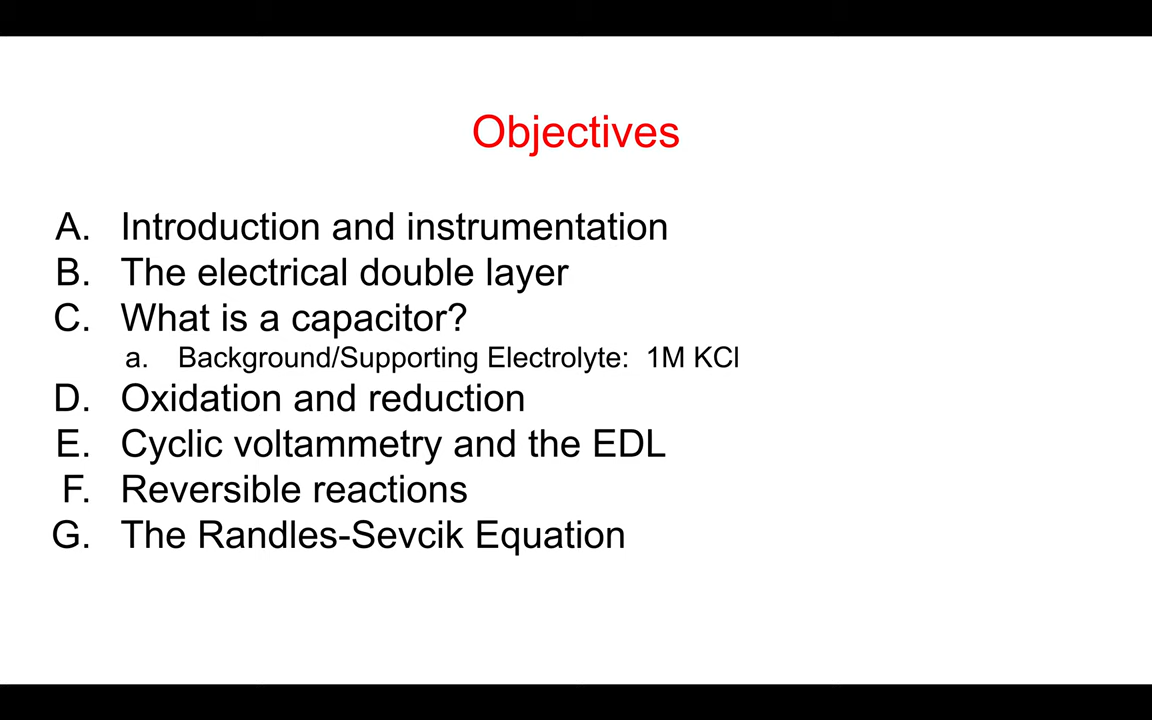 Objectives
A. Introduction and instrumentation
B. The electrical double layer
C. What is a capacitor?
a. Background/Supporting Electrolyte: 1M KCl
D. Oxidation and reduction
E. Cyclic voltammetry and the EDL
F. Reversible reactions
G. The Randles-Sevcik Equation